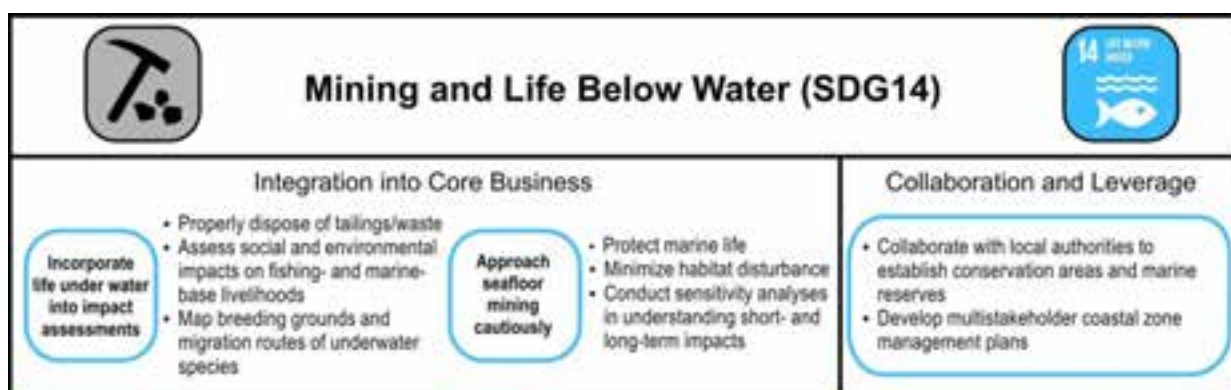 14 LIFE BELOW
WATER
Mining and Life Below Water (SDG14)
Integration into Core Business
Incorporate
life under water
into impact
assessments
• Properly dispose of tailings/waste
• Assess social and environmental
impacts on fishing- and marine-
base livelihoods
• Map breeding grounds and
migration routes of underwater
species
Approach
seafloor
mining
cautiously
• Protect marine life
• Minimize habitat disturbance
• Conduct sensitivity analyses
in understanding short- and
long-term impacts
Collaboration and Leverage
• Collaborate with local authorities to
establish conservation areas and marine
reserves
• Develop multistakeholder coastal zone
management plans